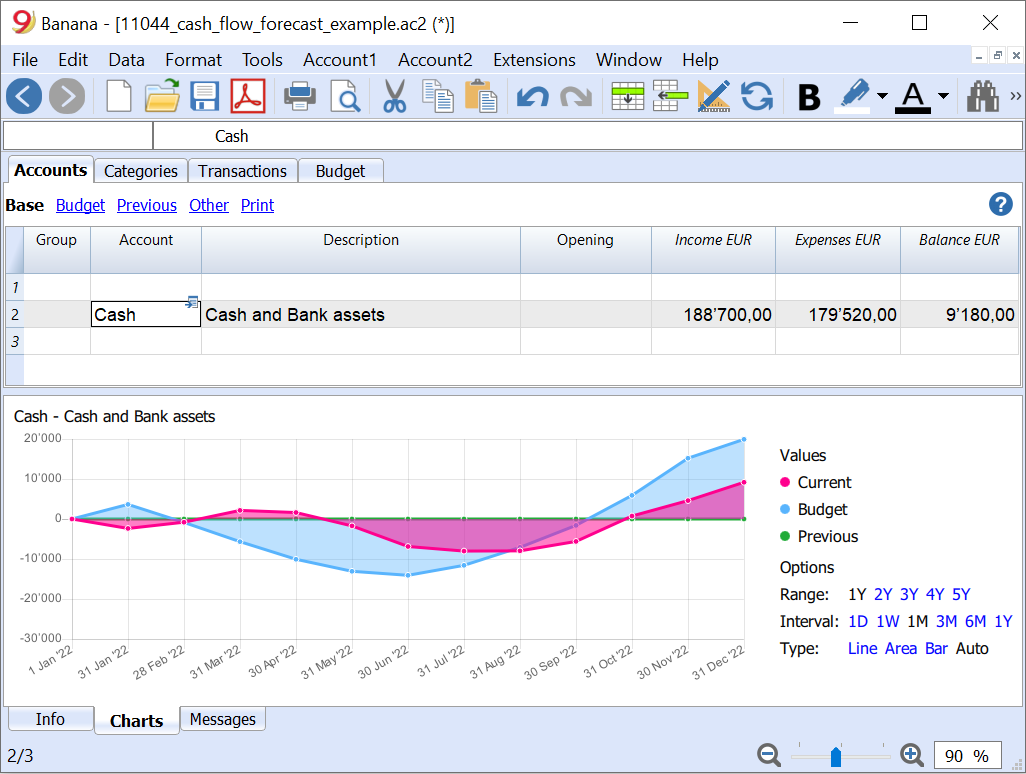 Banana - [11044_cash_flow_forecast_example.ac2 (*)]
File Edit Data Format Tools Account1 Account2 Extensions Window Help
B A »
Cash
Accounts Categories Transactions Budget
Base Budget Previous Other Print ?
Group Account Description Opening Income EUR Expenses EUR Balance EUR
1
2 Cash Cash and Bank assets 188'700,00 179'520,00 9'180,00
3
Cash - Cash and Bank assets
20'000
10'000
0
-10'000
-20'000
-30'000
1 Jan '22 31 Jan '22 28 Feb '22 31 Mar '22 30 Apr '22 31 May '22 30 Jun '22 31 Jul '22 31 Aug '22 30 Sep '22 31 Oct '22 30 Nov '22 31 Dec '22
Values
Current
Budget
Previous
Options
Range: 1Y 2Y 3Y 4Y 5Y
Interval: 1D 1W 1M 3M 6M 1Y
Type: Line Area Bar Auto
Info Charts Messages
2/3 90 %